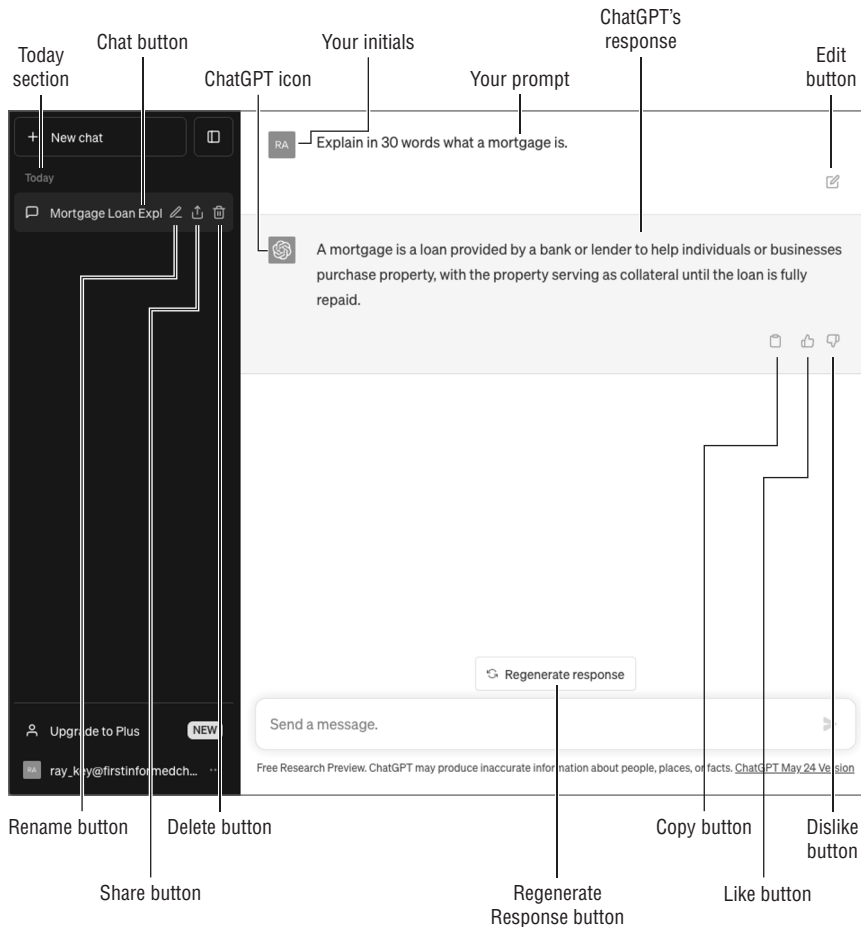 Today
section
Chat button
ChatGPT icon
Your initials
Your prompt
ChatGPT's
response
Edit
button
+ New chat
Today
Mortgage Loan Expl
RA
Explain in 30 words what a mortgage is.
A mortgage is a loan provided by a bank or lender to help individuals or businesses
purchase property, with the property serving as collateral until the loan is fully
repaid.
Regenerate response
Send a message.
Free Research Preview. ChatGPT may produce inaccurate information about people, places, or facts. ChatGPT May 24 Version
Upgrade to Plus NEW
RA ray_key@firstinformedch...
Rename button
Delete button
Share button
Copy button
Dislike
button
Regenerate
Response button
Like button